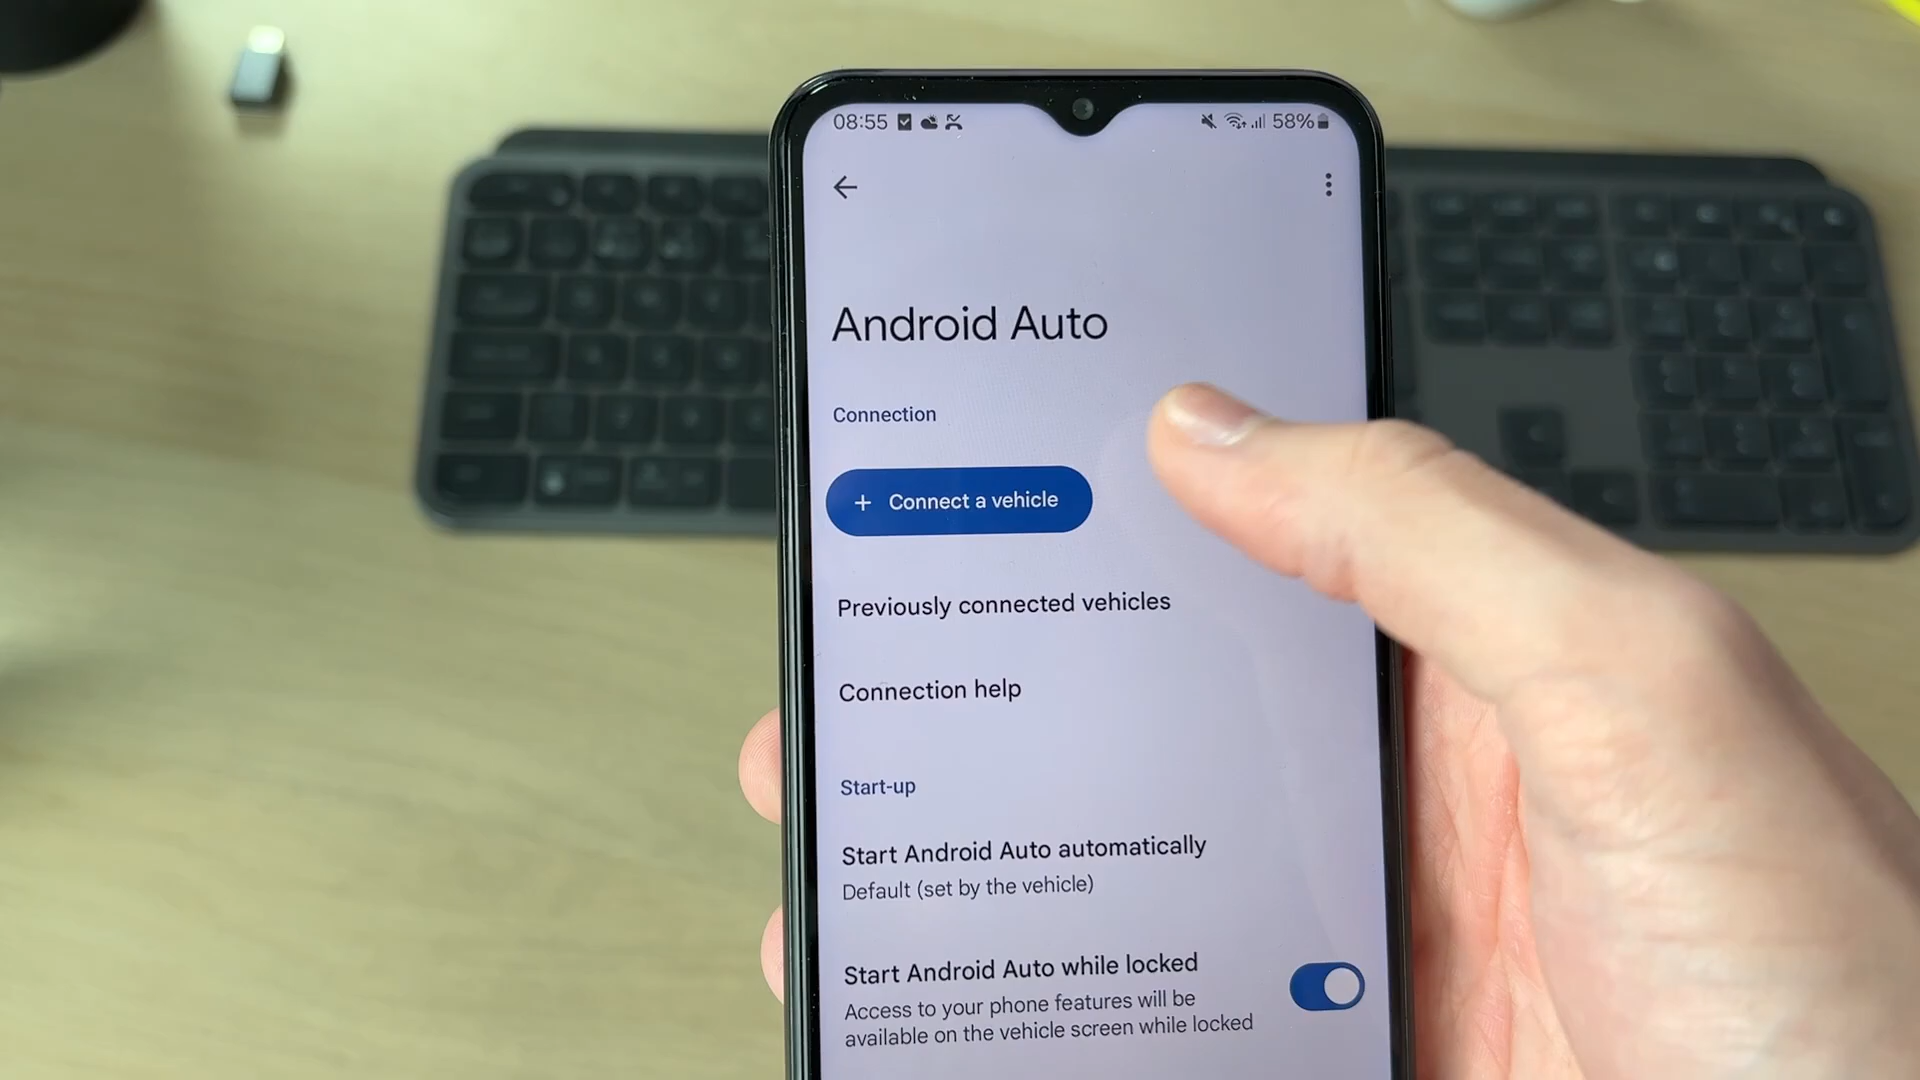 08:55
58%
Android Auto
Connection
+ Connect a vehicle
Previously connected vehicles
Connection help
Start-up
Start Android Auto automatically
Default (set by the vehicle)
Start Android Auto while locked
Access to your phone features will be
available on the vehicle screen while locked